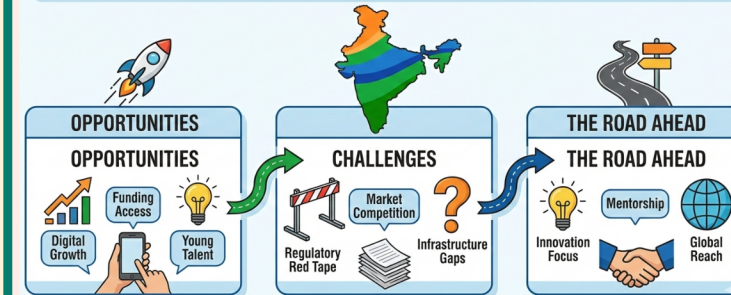 OPPORTUNITIES
OPPORTUNITIES
Funding
Access
Digital
Growth
Young
Talent
CHALLENGES
Market
Competition
Regulatory
Red Tape
Infrastructure
Gaps
THE ROAD AHEAD
THE ROAD AHEAD
Mentorship
Innovation
Focus
Global
Reach